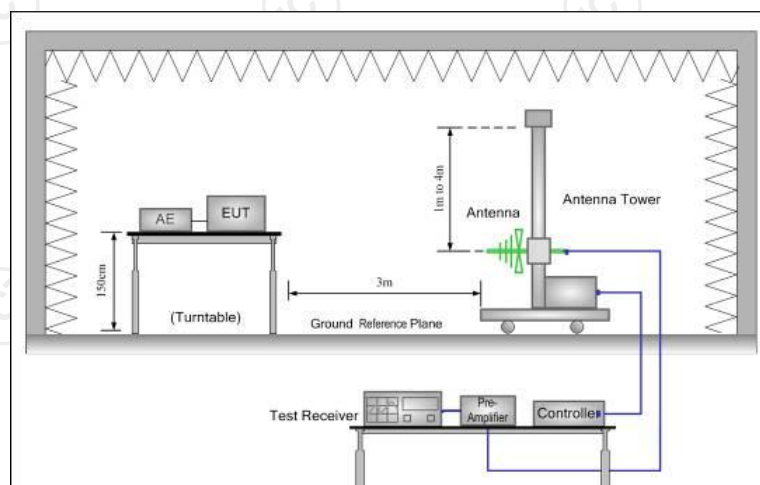 1m to 4m
Antenna Tower
Antenna
AE
EUT
150cm
(Turntable)
3m
Ground Reference Plane
Test Receiver
Pre-
Amplifier
Controller